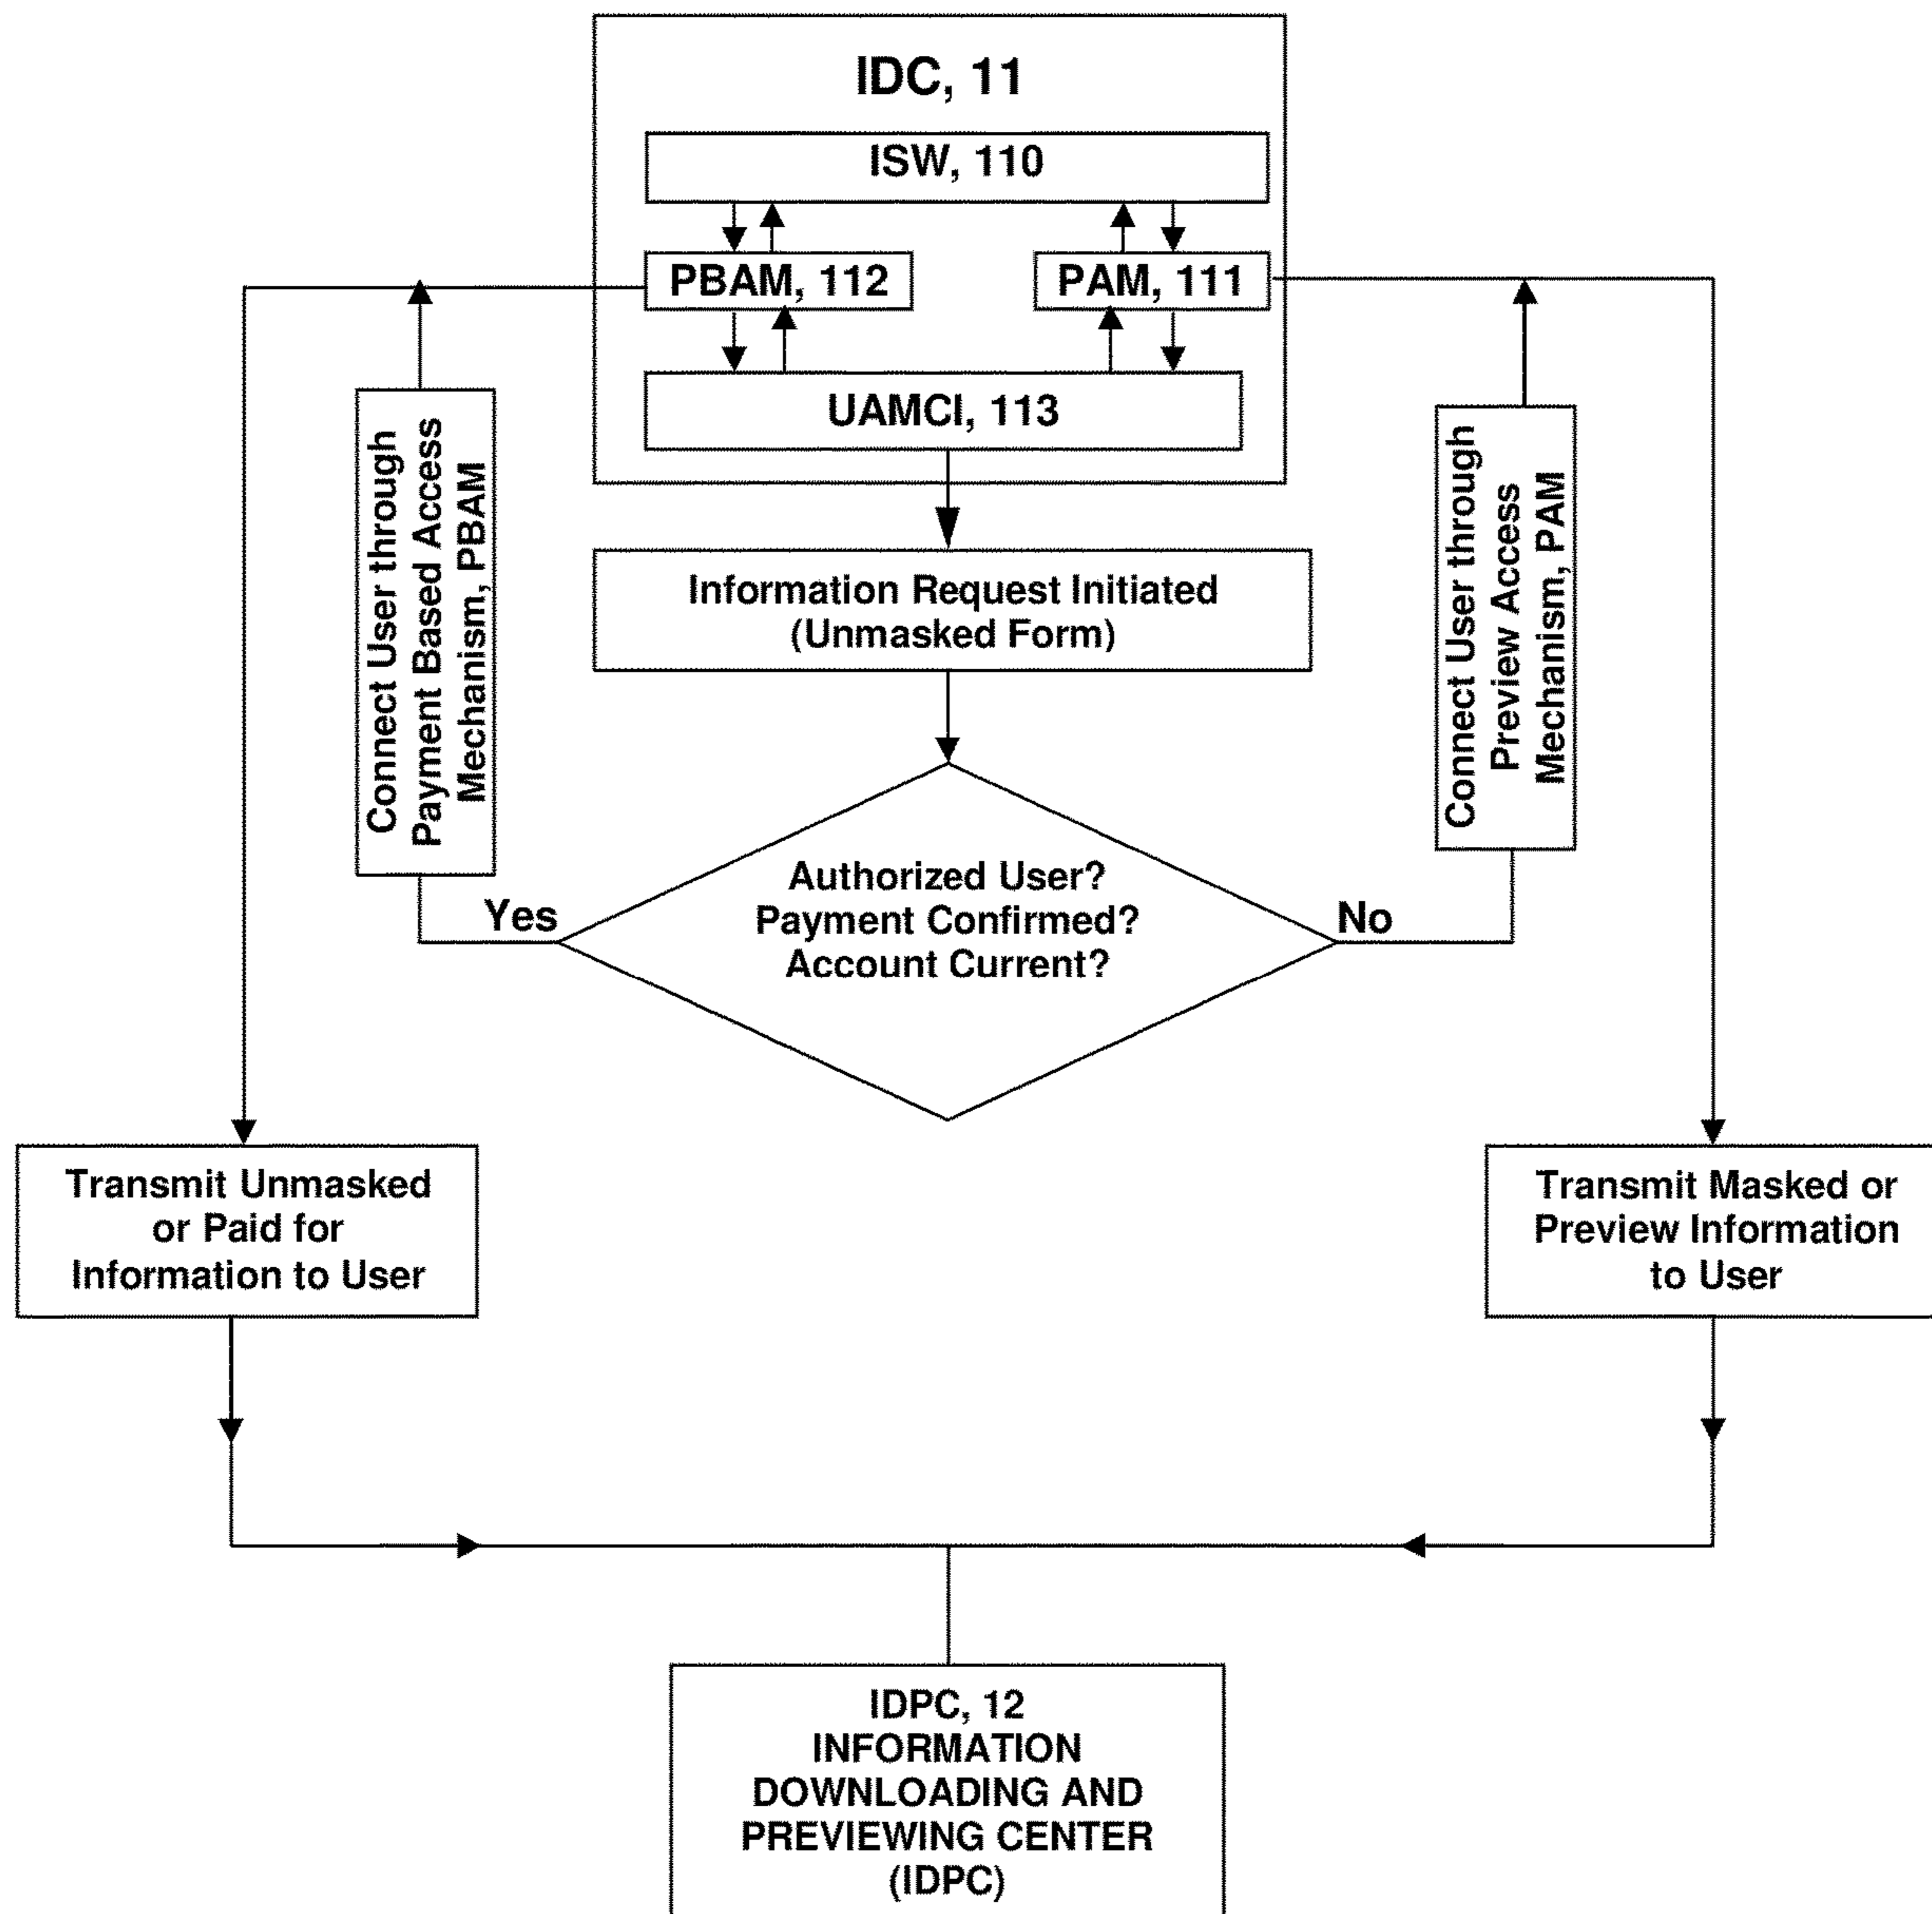 IDC, 11
ISW, 110
PBAM, 112
PAM, 111
UAMCI, 113
Connect User through
Payment Based Access
Mechanism, PBAM
Information Request Initiated
(Unmasked Form)
Connect User through
Preview Access
Mechanism, PAM
Yes
Authorized User?
Payment Confirmed?
Account Current?
No
Transmit Unmasked
or Paid for
Information to User
Transmit Masked or
Preview Information
to User
IDPC, 12
INFORMATION
DOWNLOADING AND
PREVIEWING CENTER
(IDPC)